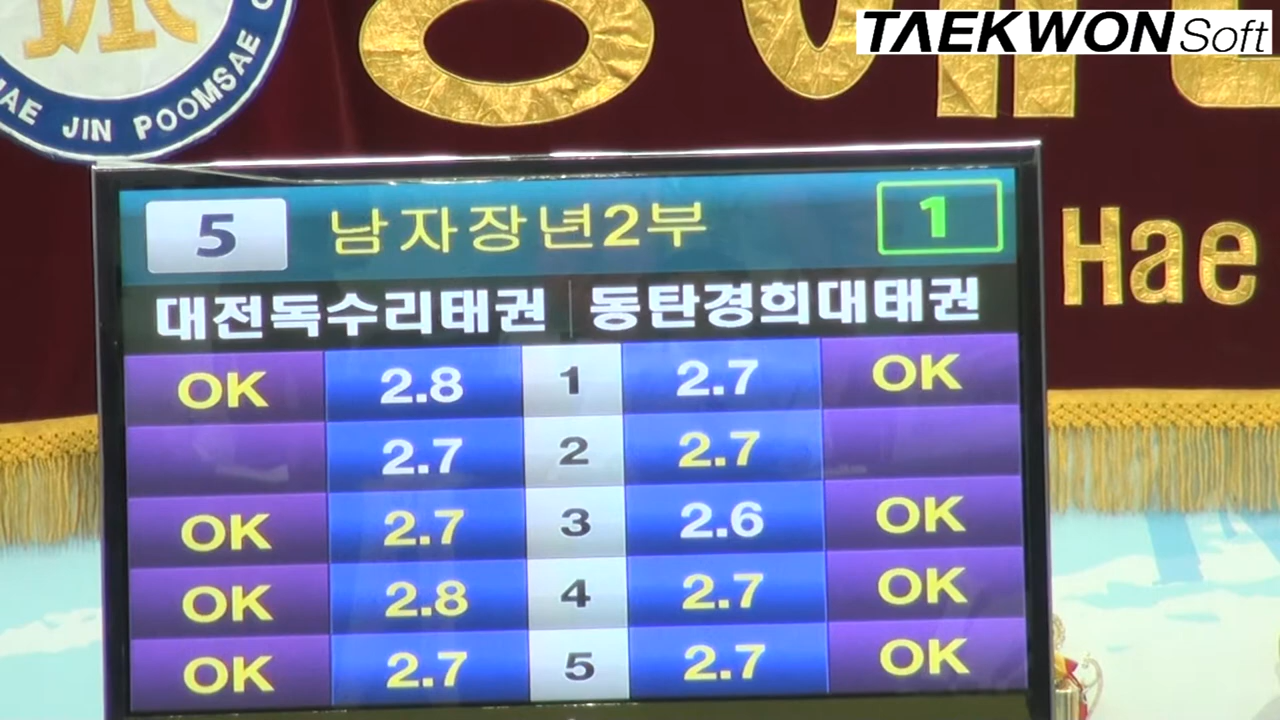 TAEKWON Soft
JIN POOMSAE
Hae
5 남자장년2부 1
대전독수리태권 동탄경희대태권
OK 2.8 1 2.7 OK
2.7 2 2.7
OK 2.7 3 2.6 OK
OK 2.8 4 2.7 OK
OK 2.7 5 2.7 OK